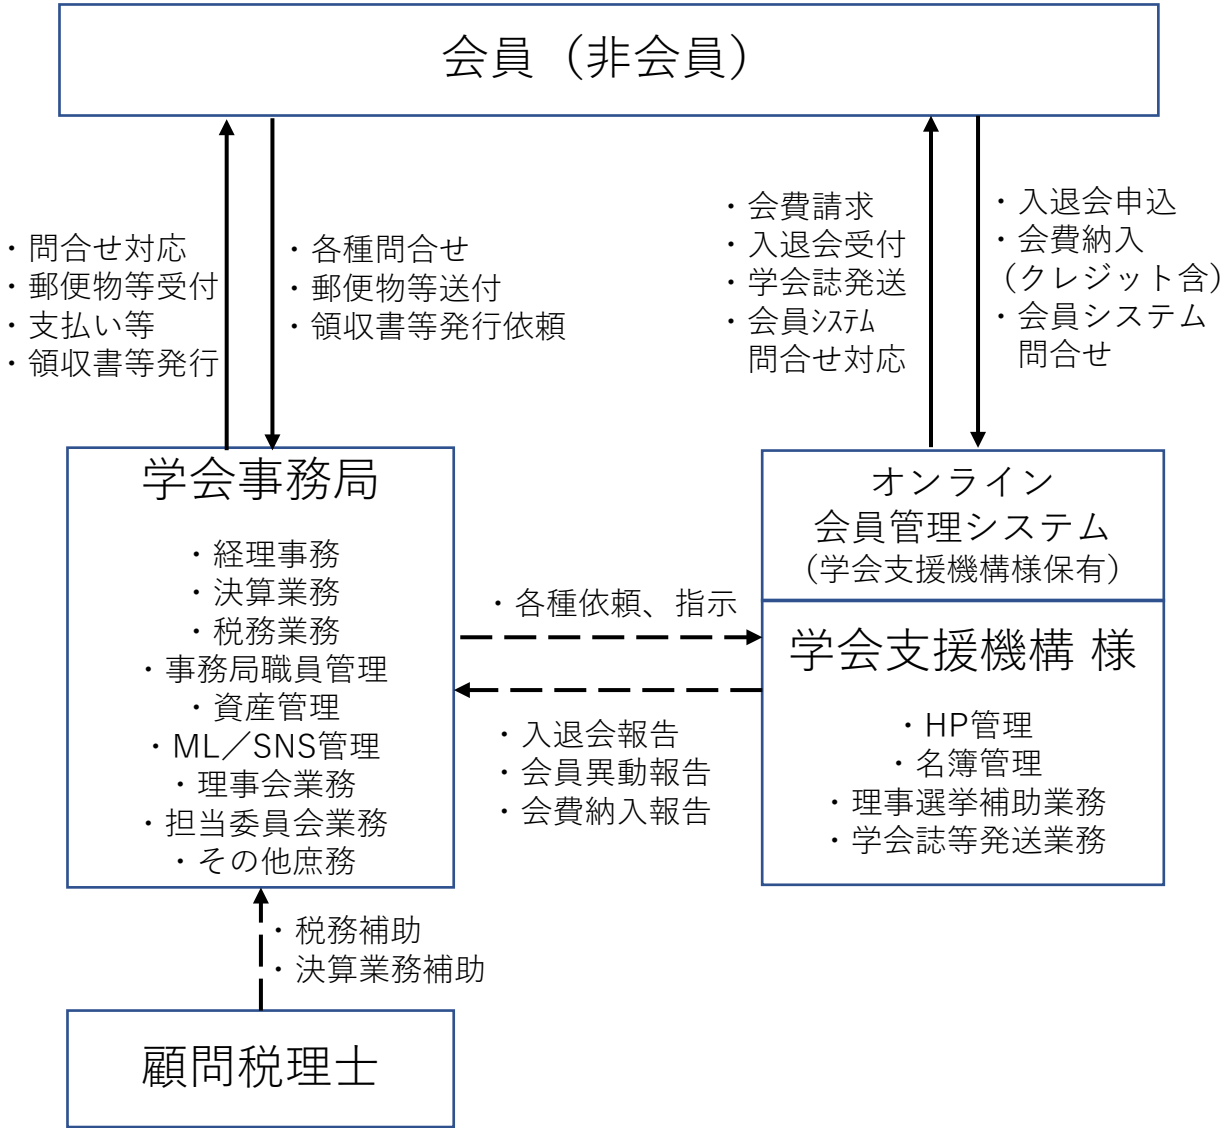 会員（非会員）
・問合せ対応
・郵便物等受付
・支払い等
・領収書等発行
・各種問合せ
・郵便物等送付
・領収書等発行依頼
・会費請求
・入退会受付
・学会誌発送
・会員ｼｽﾃﾑ
問合せ対応
・入退会申込
・会費納入
（クレジット含）
・会員システム
問合せ
学会事務局
・経理事務
・決算業務
・税務業務
・事務局職員管理
・資産管理
・ML／SNS管理
・理事会業務
・担当委員会業務
・その他庶務
・各種依頼、指示
・入退会報告
・会員異動報告
・会費納入報告
オンライン
会員管理システム
（学会支援機構様保有）
学会支援機構 様
・HP管理
・名簿管理
・理事選挙補助業務
・学会誌等発送業務
・税務補助
・決算業務補助
顧問税理士